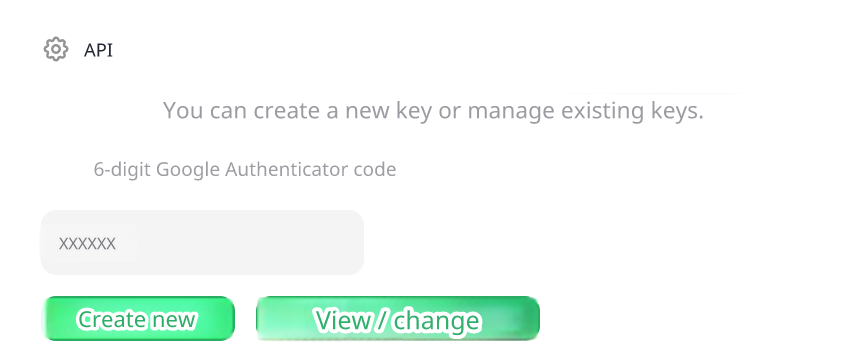 API
You can create a new key or manage existing keys.
6-digit Google Authenticator code
XXXXXX
Create new
View / change